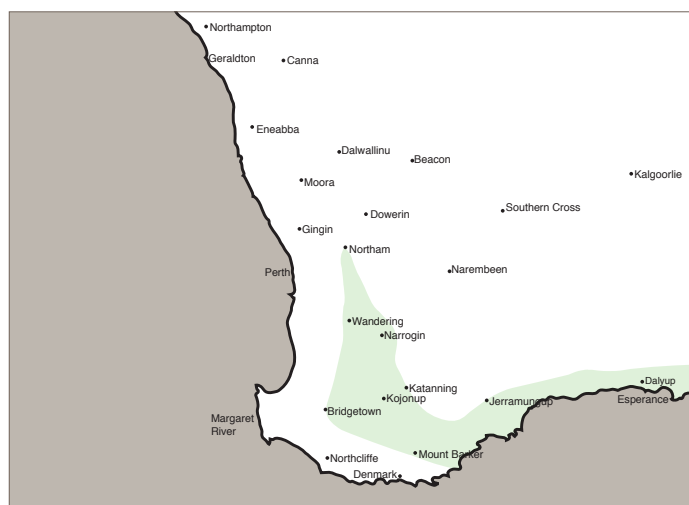 Northampton
Geraldton
Canna
Eneabba
Dalwallinu
Beacon
Kalgoorlie
Moora
Southern Cross
Dowerin
Gingin
Northam
Perth
Narembeen
Wandering
Narrogin
Dalyup
Katanning
Esperance
Kojonup
Jerramungup
Bridgetown
Margaret
River
Mount Barker
Northcliffe
Denmark